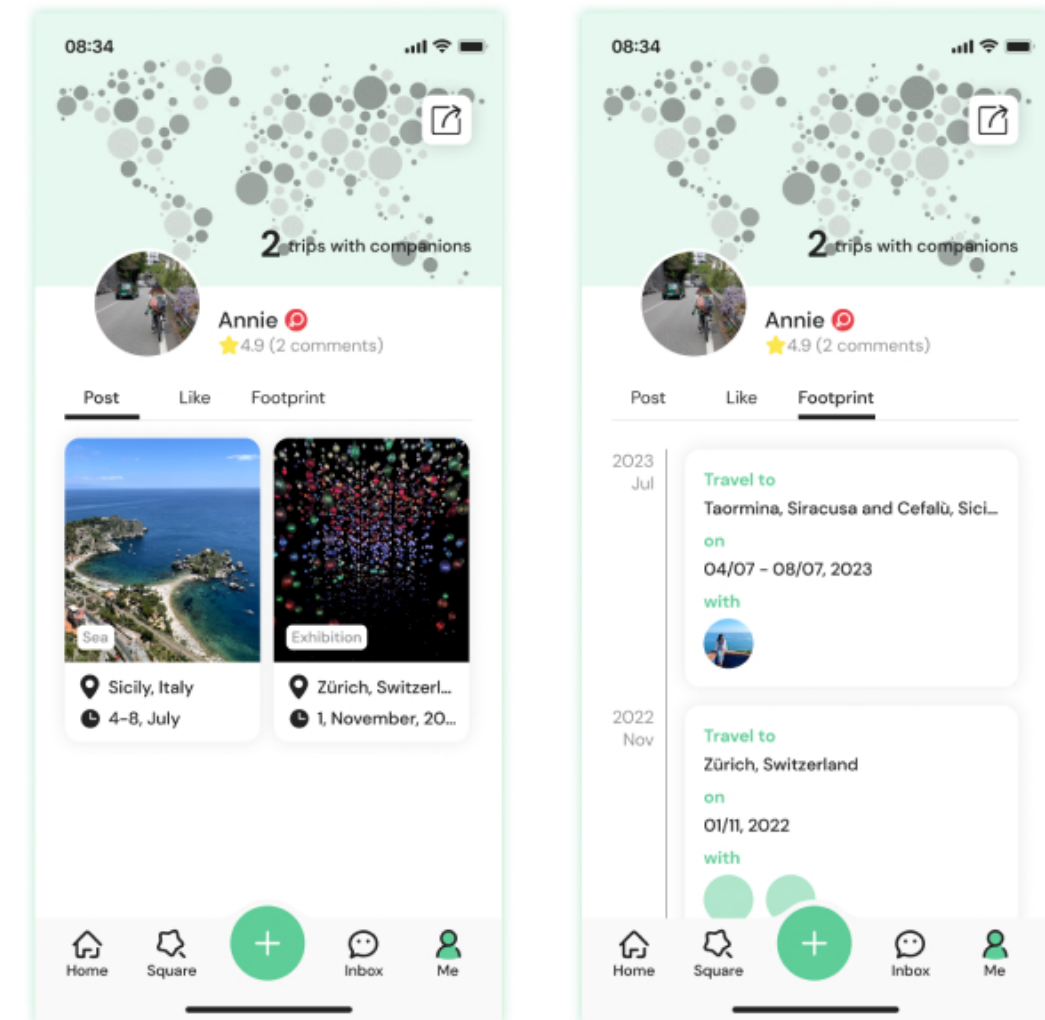 08:34
2 trips with companions
Annie
4.9 (2 comments)
Post Like Footprint
Sea
Sicily, Italy
4-8, July
Exhibition
Zürich, Switzerl...
1, November, 20...
Home Square Inbox Me
08:34
2 trips with companions
Annie
4.9 (2 comments)
Post Like Footprint
2023
Jul
Travel to
Taormina, Siracusa and Cefalù, Sici...
on
04/07 - 08/07, 2023
with
2022
Nov
Travel to
Zürich, Switzerland
on
01/11, 2022
with
Home Square Inbox Me